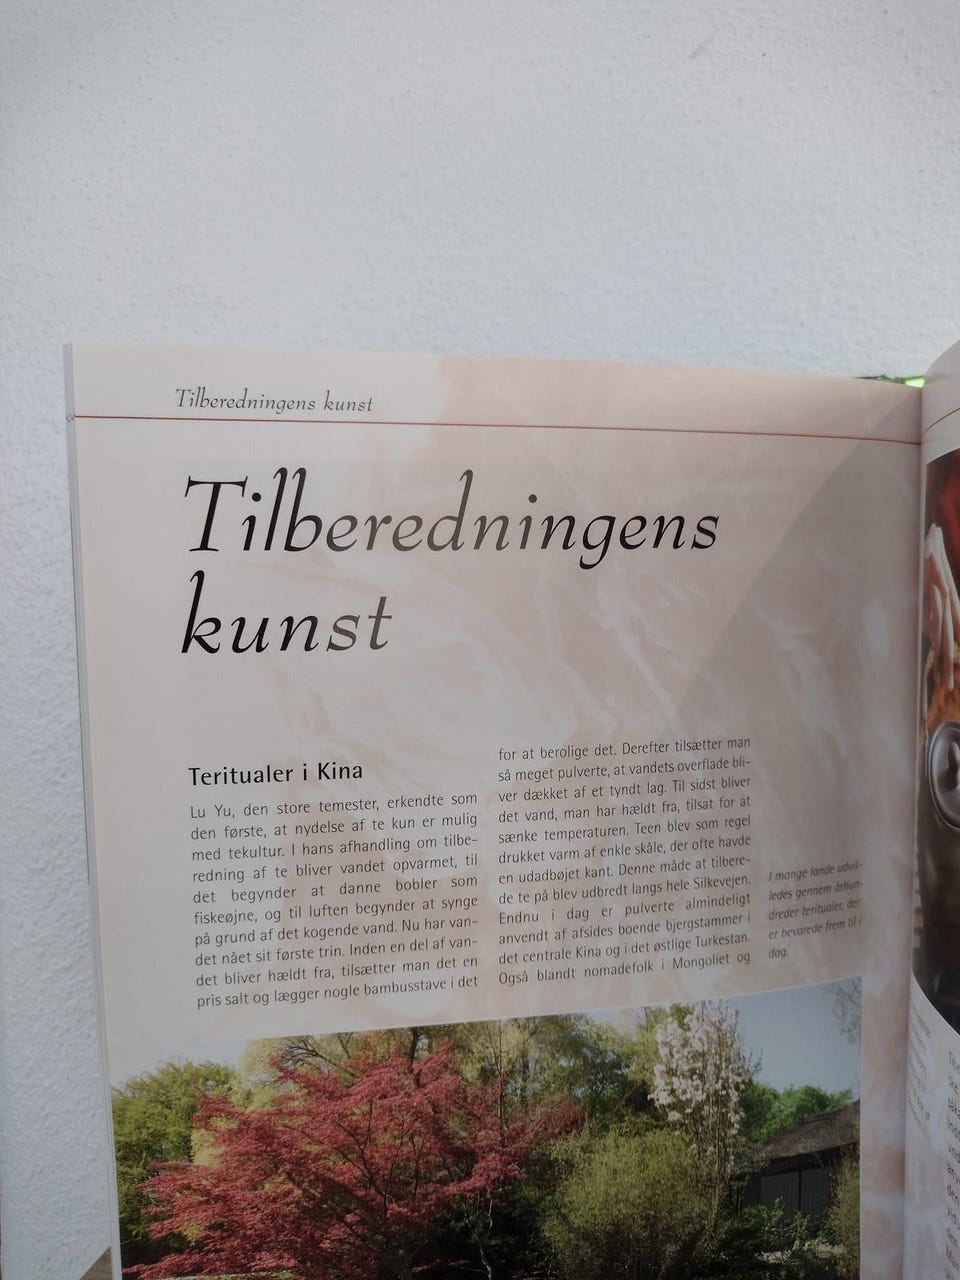 Tilberedningens kunst
Tilberedningens
kunst
Teritualer i Kina
Lu Yu, den store temester, erkendte som
den første, at nydelse af te kun er mulig
med tekultur. I hans afhandling om tilbe-
redning af te bliver vandet opvarmet, til
det begynder at danne bobler som
fiskeøjne, og til luften begynder at synge
på grund af det kogende vand. Nu har van-
det nået sit første trin. Inden en del af van-
det bliver hældt fra, tilsætter man det en
pris salt og lægger nogle bambusstave i det
for at berolige det. Derefter tilsætter man
så meget pulverte, at vandets overflade bli-
ver dækket af et tyndt lag. Til sidst bliver
det vand, man har hældt fra, tilsat for at
sænke temperaturen. Teen blev som regel
drukket varm af enkle skåle, der ofte havde
en udadbøjet kant. Denne måde at tilbere-
de te på blev udbredt langs hele Silkevejen.
Endnu i dag er pulverte almindeligt
anvendt af afsides boende bjergstammer i
det centrale Kina og i det østlige Turkestan.
Også blandt nomadefolk i Mongoliet og
I mange lande udvik-
ledes gennem århun-
dreder teritualer, der
er bevarede frem til i
dag.